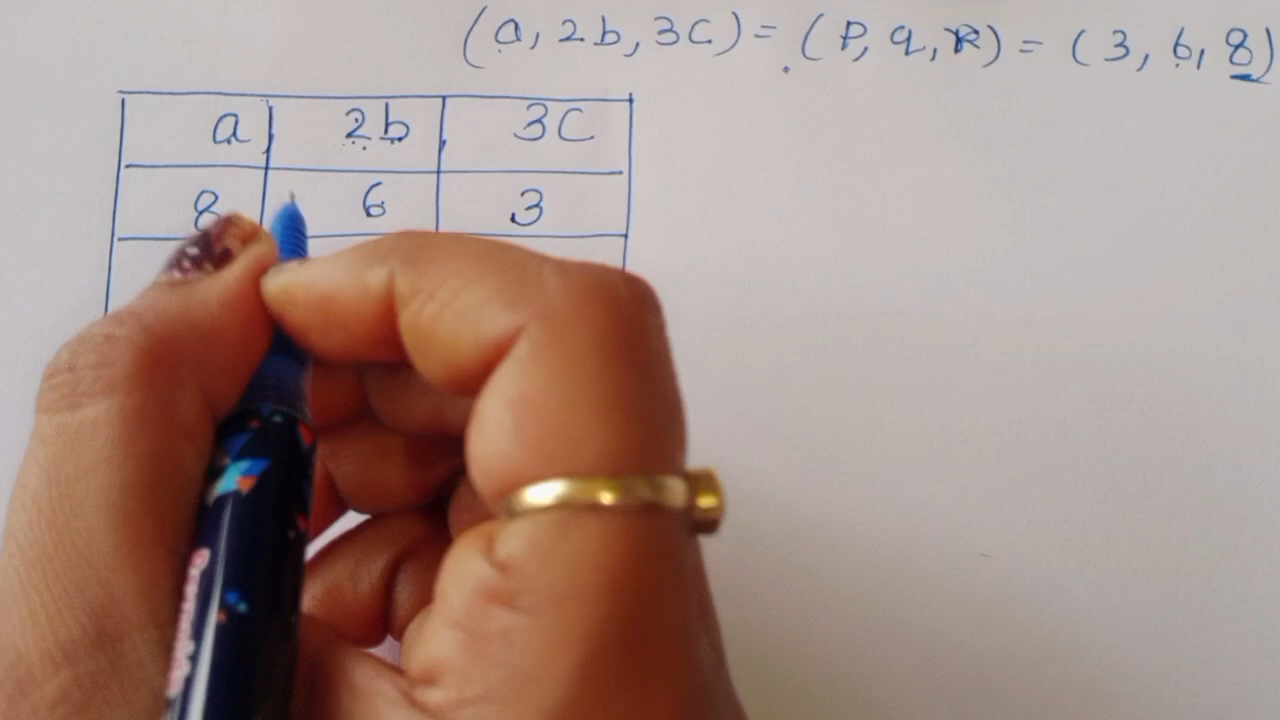 (a, 2b, 3C) = (P, q, R) = (3, 6, 8)
a, 2b, 3C
8 6 3